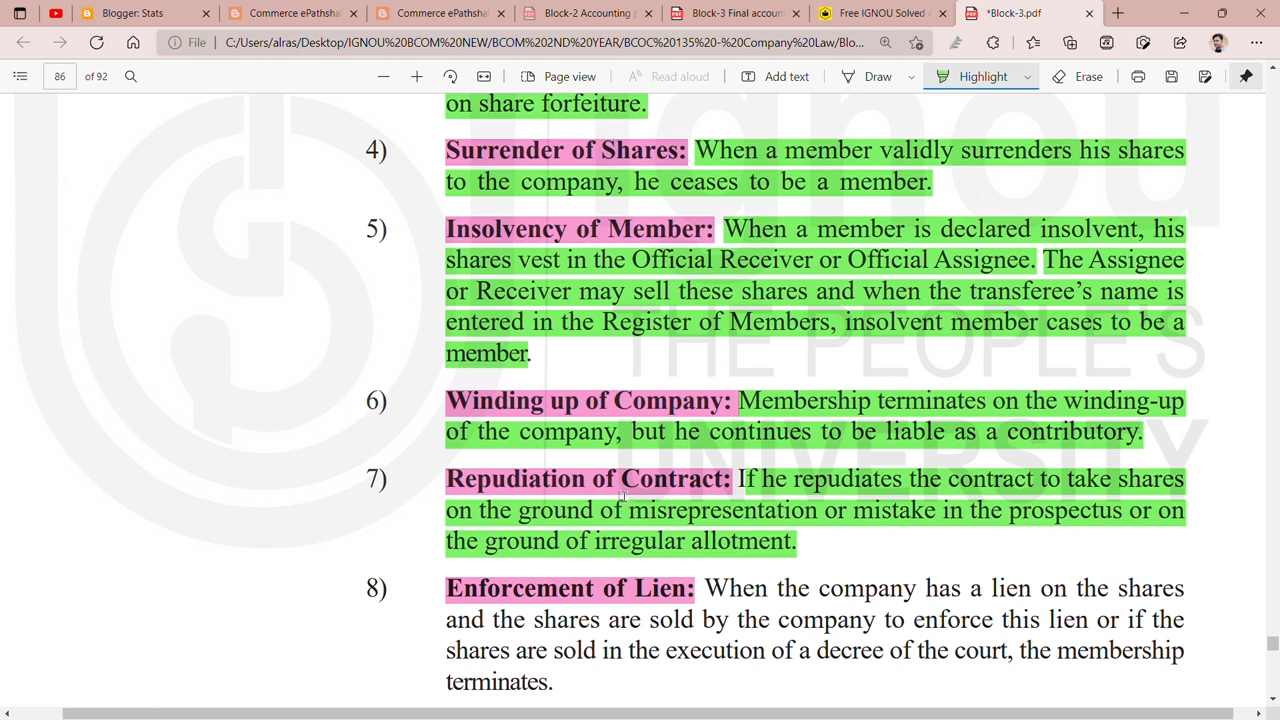 Blogger: Stats
Commerce ePathshal
Commerce ePathshal
Block-2 Accounting p
Block-3 Final Account
Free IGNOU Solved A
*Block-3.pdf
File
C:/Users/alras/Desktop/IGNOU%20BCOM%20NEW/BCOM%202ND%20YEAR/BCOC%20135%20-%20Company%20Law/Blo...
86 of 92
Page view
Read aloud
Add text
Draw
Highlight
Erase
on share forfeiture.
4) Surrender of Shares: When a member validly surrenders his shares
to the company, he ceases to be a member.
5) Insolvency of Member: When a member is declared insolvent, his
shares vest in the Official Receiver or Official Assignee. The Assignee
or Receiver may sell these shares and when the transferee's name is
entered in the Register of Members, insolvent member cases to be a
member.
6) Winding up of Company: Membership terminates on the winding-up
of the company, but he continues to be liable as a contributory.
7) Repudiation of Contract: If he repudiates the contract to take shares
on the ground of misrepresentation or mistake in the prospectus or on
the ground of irregular allotment.
8) Enforcement of Lien: When the company has a lien on the shares
and the shares are sold by the company to enforce this lien or if the
shares are sold in the execution of a decree of the court, the membership
terminates.
ignou
THE PEOPLE'S
UNIVERSITY